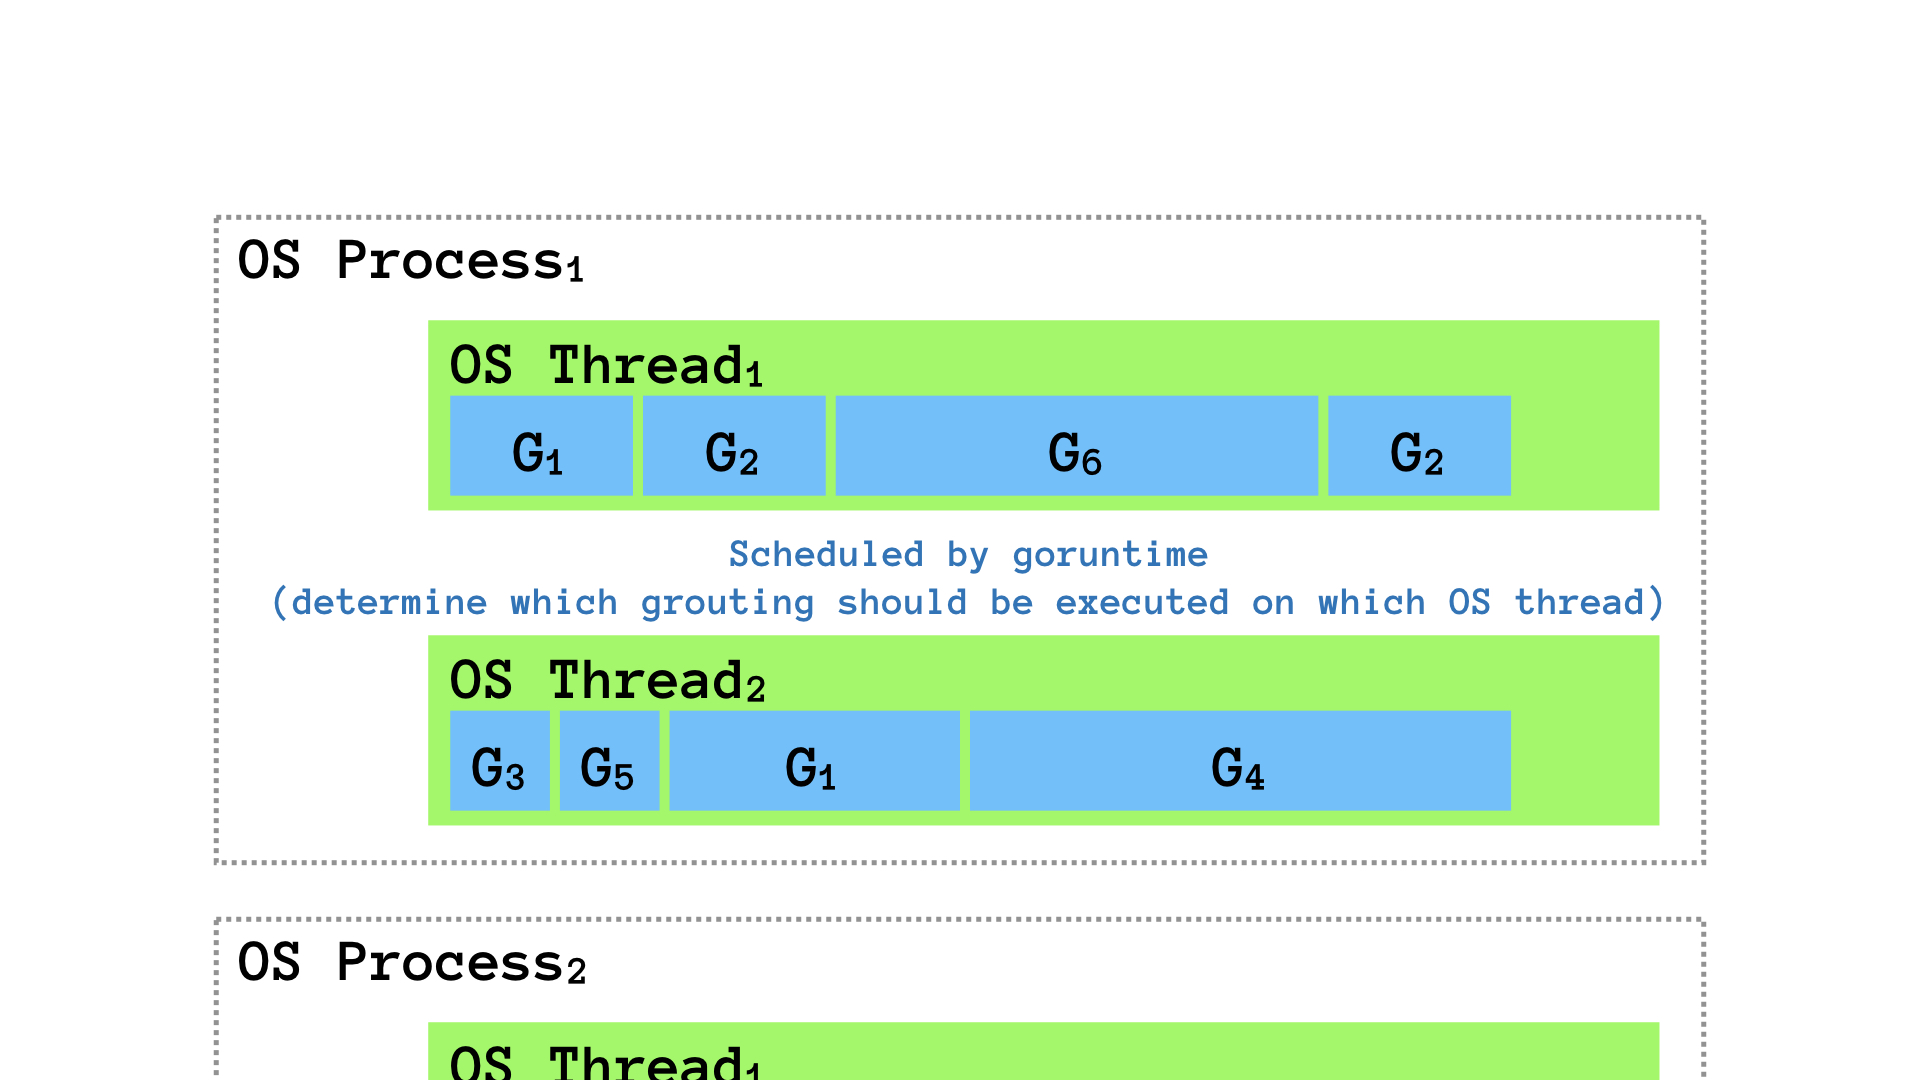 OS Process₁
OS Thread₁
G₁ G₂ G₆ G₂
Scheduled by goruntime
(determine which grouting should be executed on which OS thread)
OS Thread₂
G₃ G₅ G₁ G₄
OS Process₂
OS Thread₁